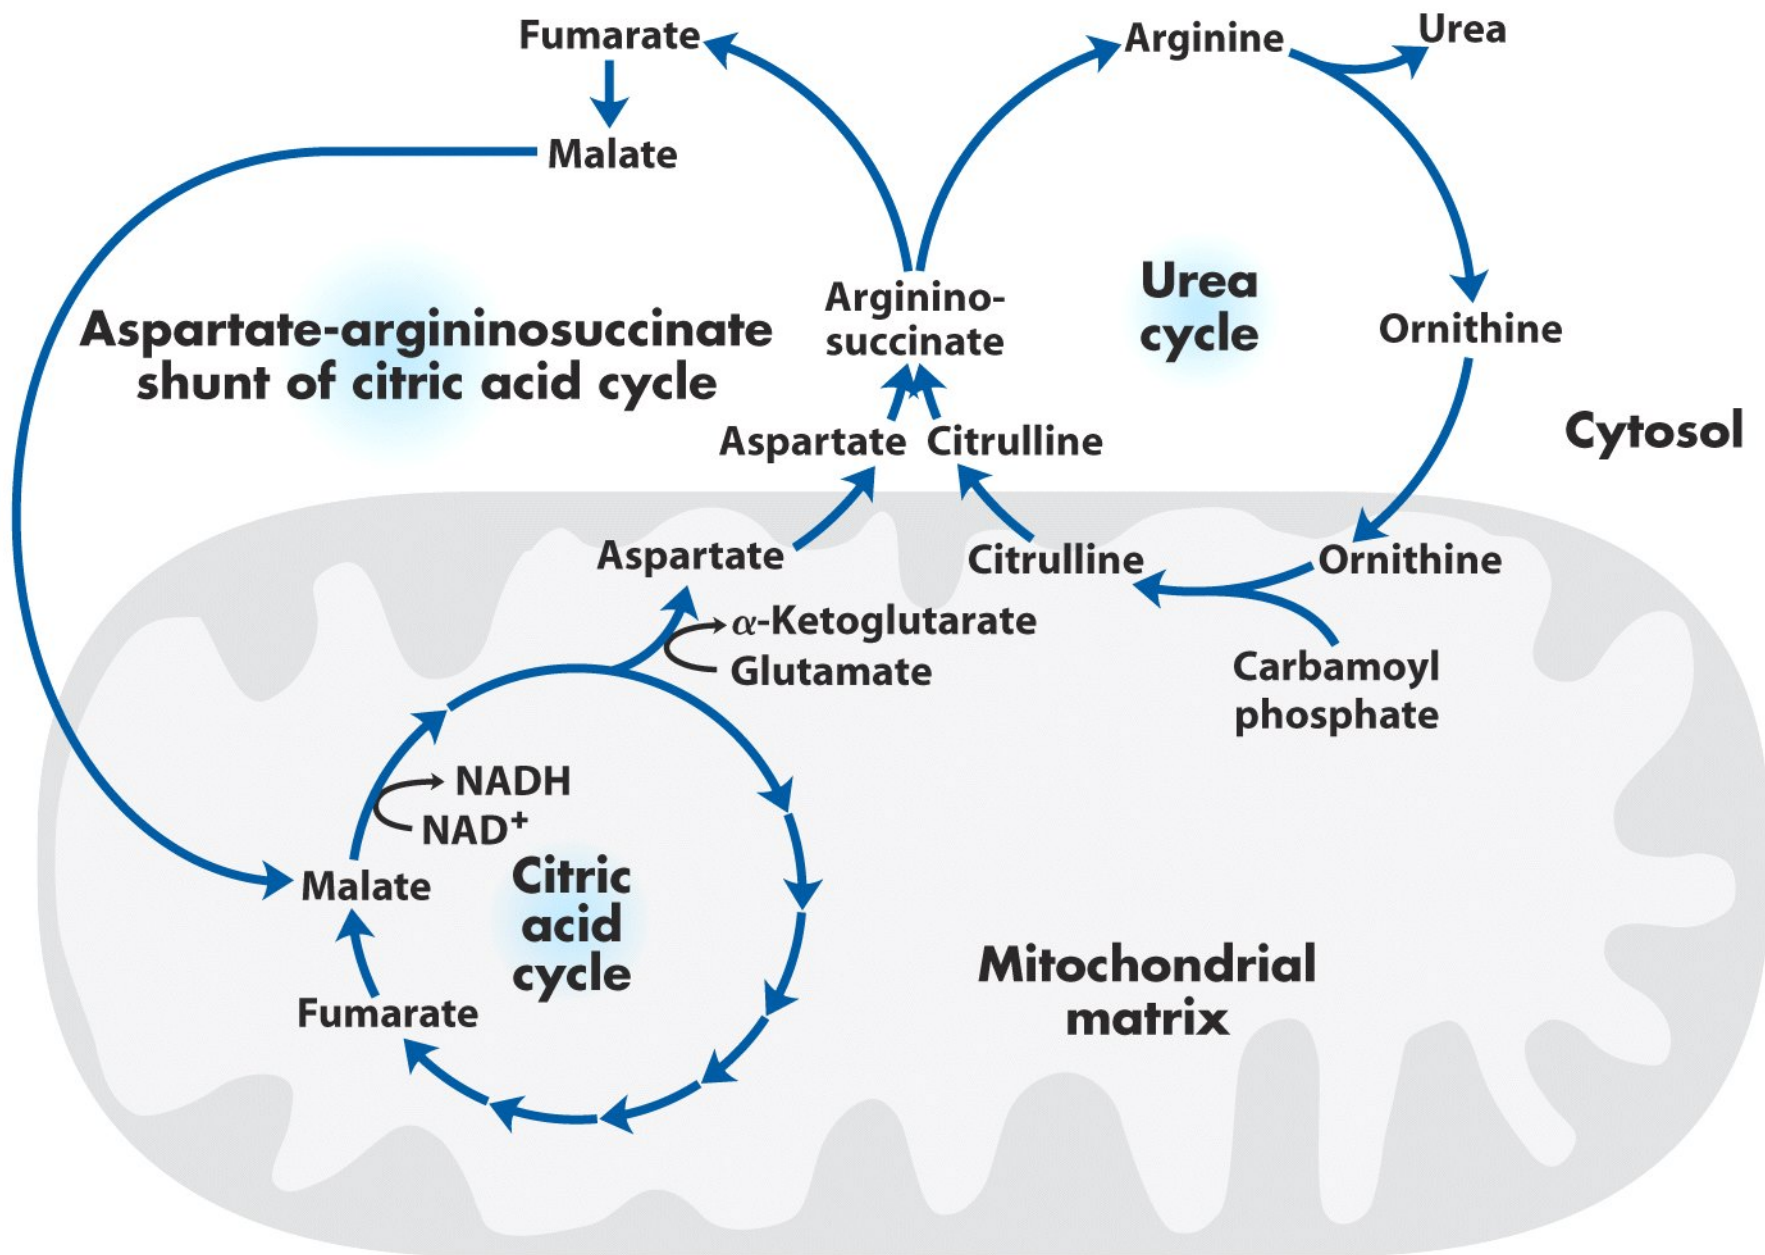 Fumarate
Arginine
Urea
Malate
Arginino-
succinate
Urea
cycle
Ornithine
Aspartate-argininosuccinate
shunt of citric acid cycle
Aspartate
Citrulline
Cytosol
Aspartate
Citrulline
Ornithine
α-Ketoglutarate
Glutamate
Carbamoyl
phosphate
NADH
NAD⁺
Malate
Citric
acid
cycle
Fumarate
Mitochondrial
matrix